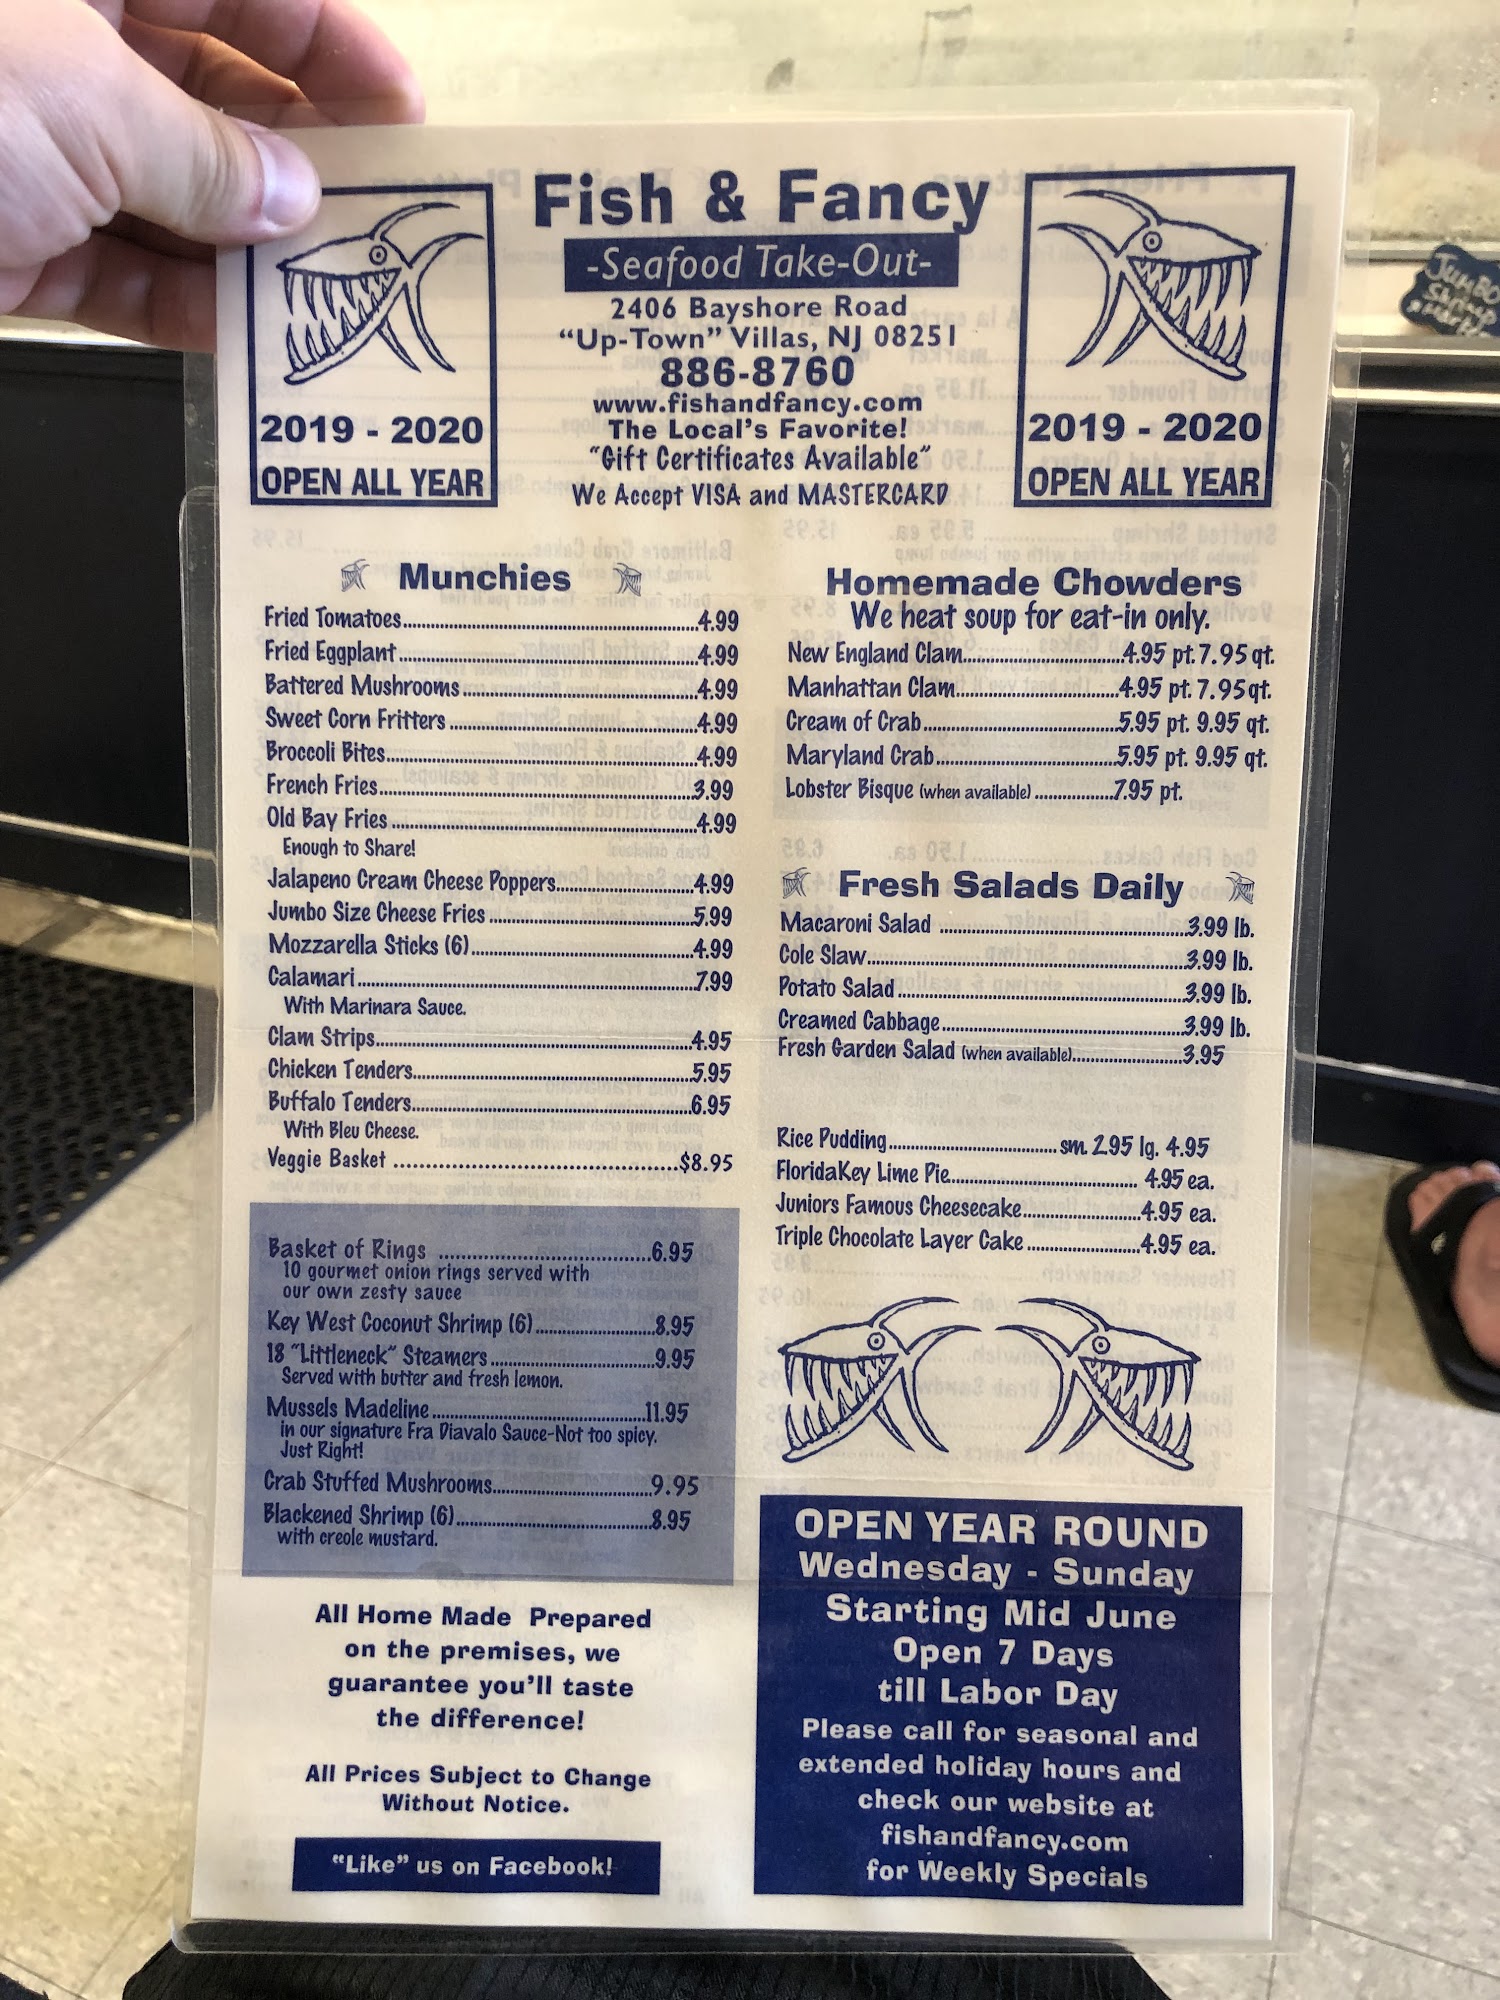 Fish & Fancy
-Seafood Take-Out-
2406 Bayshore Road
"Up-Town" Villas, NJ 08251
886-8760
www.fishandfancy.com
The Local's Favorite!
"Gift Certificates Available"
We Accept VISA and MASTERCARD
2019 - 2020
OPEN ALL YEAR
2019 - 2020
OPEN ALL YEAR
JUMBO
SHRIMP
Munchies
Fried Tomatoes 4.99
Fried Eggplant 4.99
Battered Mushrooms 4.99
Sweet Corn Fritters 4.99
Broccoli Bites 4.99
French Fries 3.99
Old Bay Fries 4.99
Enough to Share!
Jalapeno Cream Cheese Poppers 4.99
Jumbo Size Cheese Fries 5.99
Mozzarella Sticks (6) 4.99
Calamari 7.99
With Marinara Sauce.
Clam Strips 4.95
Chicken Tenders 5.95
Buffalo Tenders 6.95
With Bleu Cheese.
Veggie Basket $8.95
Basket of Rings 6.95
10 gourmet onion rings served with
our own zesty sauce
Key West Coconut Shrimp (6) 8.95
18 "Littleneck" Steamers 9.95
Served with butter and fresh lemon.
Mussels Madeline 11.95
in our signature Fra Diavalo Sauce-Not too spicy.
Just Right!
Crab Stuffed Mushrooms 9.95
Blackened Shrimp (6) 8.95
with creole mustard.
All Home Made Prepared
on the premises, we
guarantee you'll taste
the difference!
All Prices Subject to Change
Without Notice.
"Like" us on Facebook!
Homemade Chowders
We heat soup for eat-in only.
New England Clam 4.95 pt. 7.95 qt.
Manhattan Clam 4.95 pt. 7.95 qt.
Cream of Crab 5.95 pt. 9.95 qt.
Maryland Crab 5.95 pt. 9.95 qt.
Lobster Bisque (when available) 7.95 pt.
Fresh Salads Daily
Macaroni Salad 3.99 lb.
Cole Slaw 3.99 lb.
Potato Salad 3.99 lb.
Creamed Cabbage 3.99 lb.
Fresh Garden Salad (when available) 3.95
Rice Pudding sm. 2.95 lg. 4.95
FloridaKey Lime Pie 4.95 ea.
Juniors Famous Cheesecake 4.95 ea.
Triple Chocolate Layer Cake 4.95 ea.
OPEN YEAR ROUND
Wednesday - Sunday
Starting Mid June
Open 7 Days
till Labor Day
Please call for seasonal and
extended holiday hours and
check our website at
fishandfancy.com
for Weekly Specials